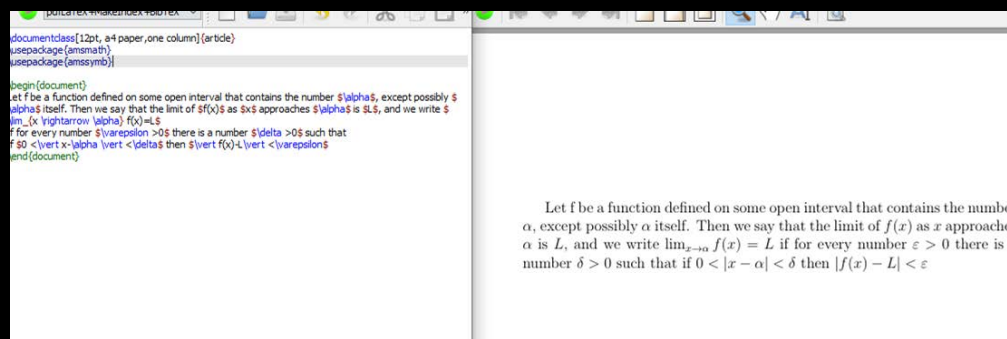 pdfLaTeX+MakeIndex+BibTeX
documentclass[12pt, a4 paper,one column]{article}
usepackage{amsmath}
usepackage{amssymb}
begin{document}
Let f be a function defined on some open interval that contains the number $\alpha$, except possibly $
alpha$ itself. Then we say that the limit of $f(x)$ as $x$ approaches $\alpha$ is $L$, and we write $
lim_{x \rightarrow \alpha} f(x)=L$
f for every number $\varepsilon >0$ there is a number $\delta >0$ such that
f $0 <\vert x-\alpha \vert <\delta$ then $\vert f(x)-L\vert <\varepsilon$
end{document}
Let f be a function defined on some open interval that contains the numbe
α, except possibly α itself. Then we say that the limit of f(x) as x approache
α is L, and we write lim_{x→α} f(x) = L if for every number ε > 0 there is
number δ > 0 such that if 0 < |x − α| < δ then |f(x) − L| < ε